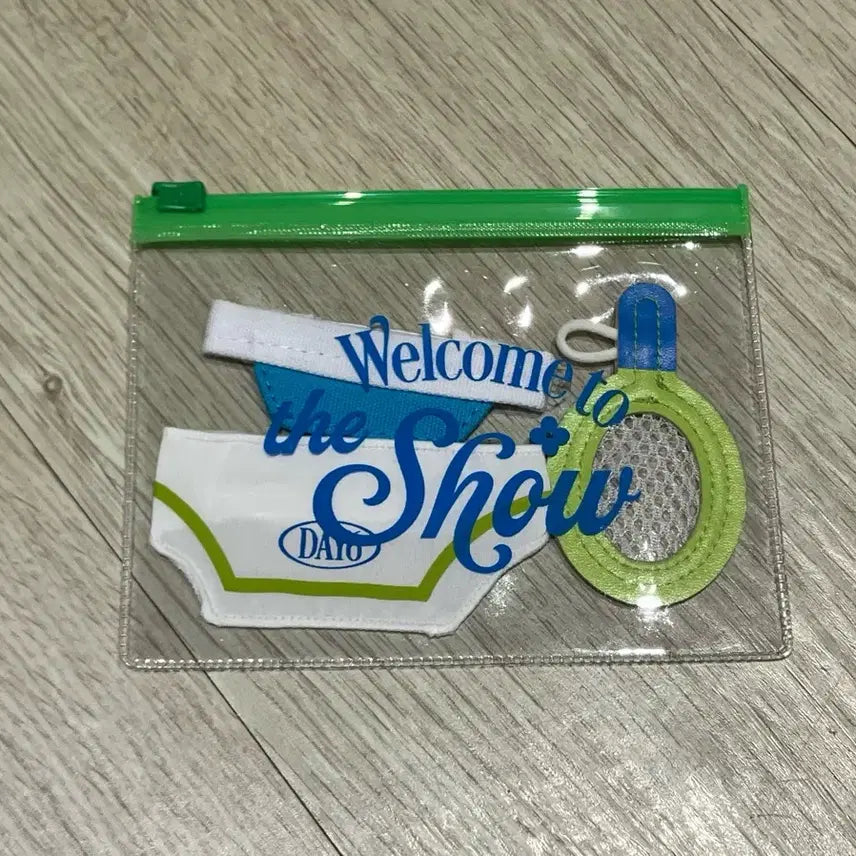 Welcome to
the Show
DAY6